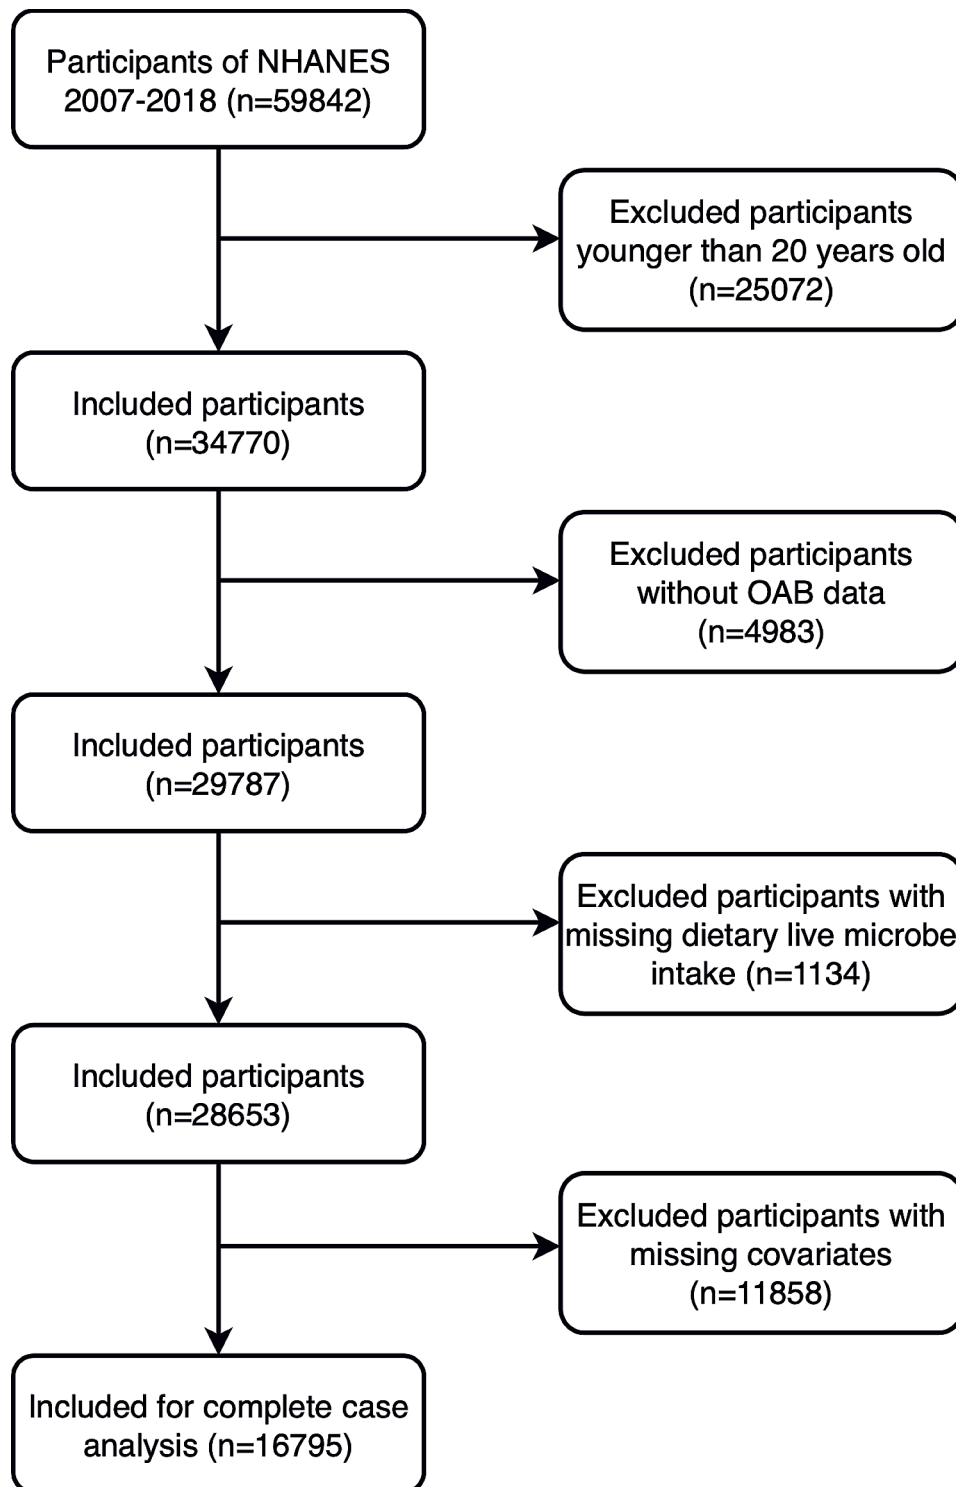 Participants of NHANES
2007-2018 (n=59842)
Excluded participants
younger than 20 years old
(n=25072)
Included participants
(n=34770)
Excluded participants
without OAB data
(n=4983)
Included participants
(n=29787)
Excluded participants with
missing dietary live microbe
intake (n=1134)
Included participants
(n=28653)
Excluded participants with
missing covariates
(n=11858)
Included for complete case
analysis (n=16795)